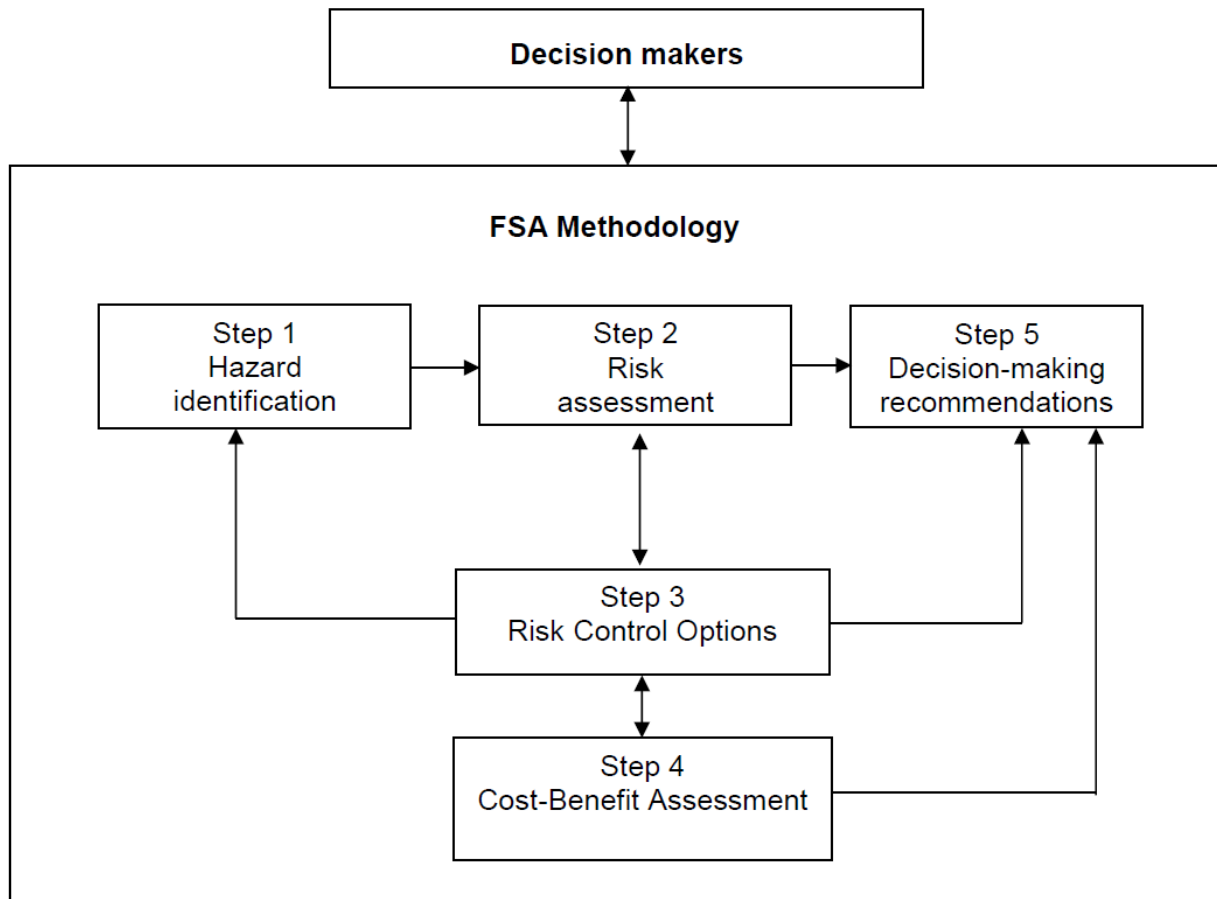 Decision makers
FSA Methodology
Step 1
Hazard
identification
Step 2
Risk
assessment
Step 5
Decision-making
recommendations
Step 3
Risk Control Options
Step 4
Cost-Benefit Assessment